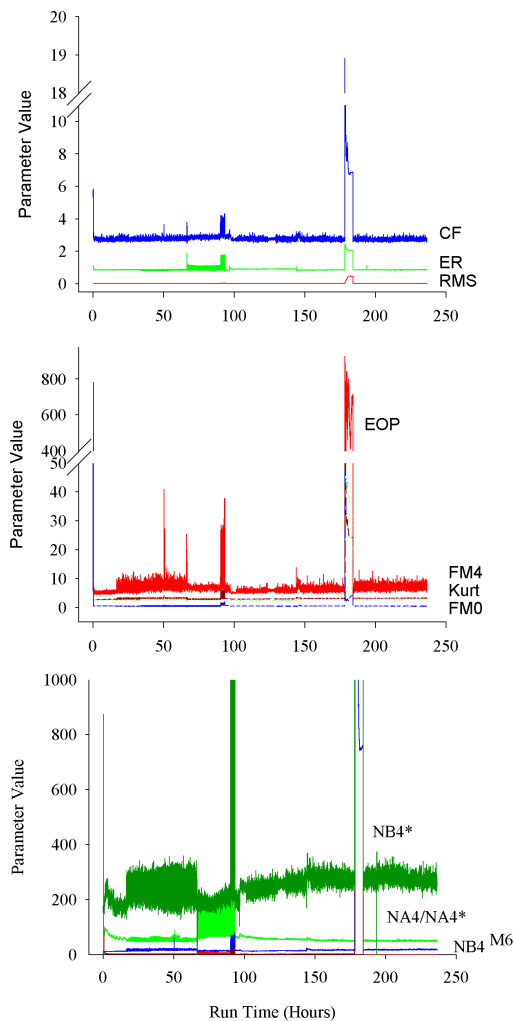 20
19
18
10
8
6
4
2
0
Parameter Value
CF
ER
RMS
0 50 100 150 200 250
800
600
400
50
40
30
20
10
0
Parameter Value
EOP
FM4
Kurt
FM0
0 50 100 150 200 250
1000
800
600
400
200
0
Parameter Value
NB4*
NA4/NA4*
M6
NB4
0 50 100 150 200 250
Run Time (Hours)